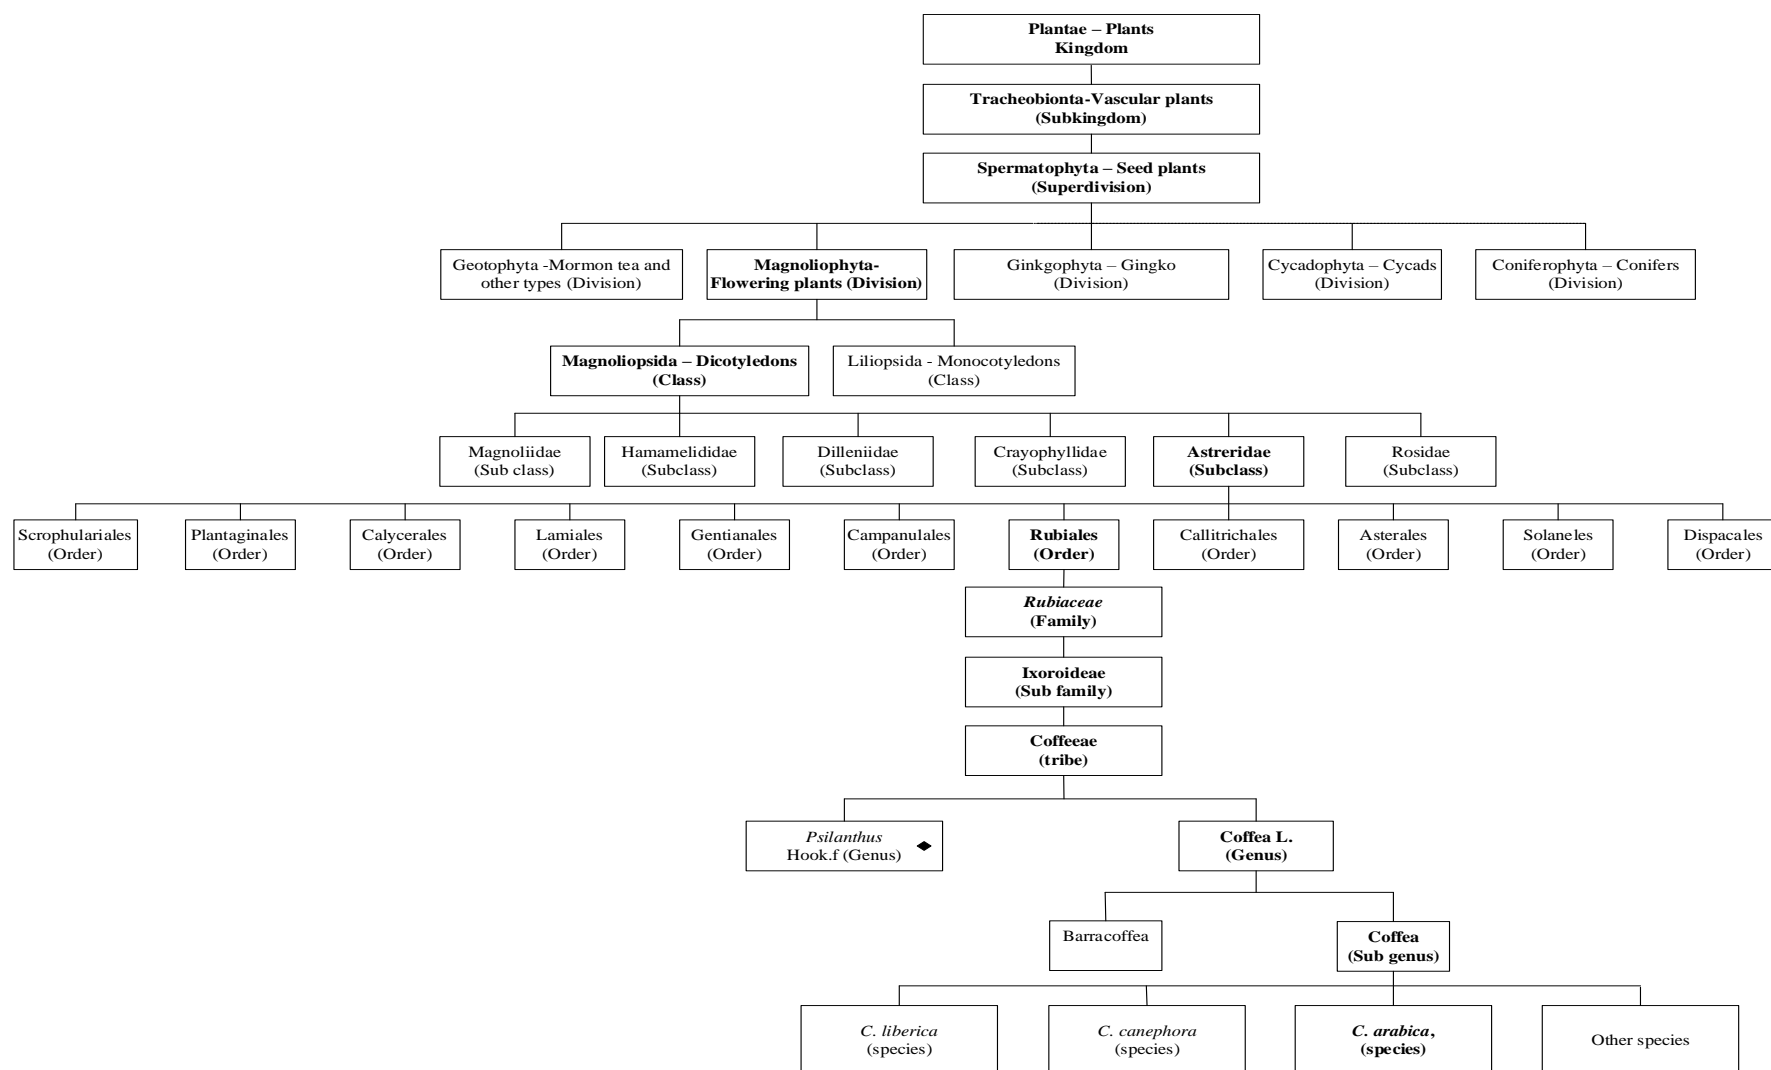 Plantae – Plants
Kingdom
Tracheobionta-Vascular plants
(Subkingdom)
Spermatophyta – Seed plants
(Superdivision)
Geotophyta -Mormon tea and
other types (Division)
Magnoliophyta-
Flowering plants (Division)
Ginkgophyta – Gingko
(Division)
Cycadophyta – Cycads
(Division)
Coniferophyta – Conifers
(Division)
Magnoliopsida – Dicotyledons
(Class)
Liliopsida - Monocotyledons
(Class)
Magnoliidae
(Sub class)
Hamamelididae
(Subclass)
Dilleniidae
(Subclass)
Crayophyllidae
(Subclass)
Astreridae
(Subclass)
Rosidae
(Subclass)
Scrophulariales
(Order)
Plantaginales
(Order)
Calycerales
(Order)
Lamiales
(Order)
Gentianales
(Order)
Campanulales
(Order)
Rubiales
(Order)
Callitrichales
(Order)
Asterales
(Order)
Solaneles
(Order)
Dispacales
(Order)
Rubiaceae
(Family)
Ixoroideae
(Sub family)
Coffeeae
(tribe)
Psilanthus
Hook.f (Genus)
Coffea L.
(Genus)
Barracoffea
Coffea
(Sub genus)
C. liberica
(species)
C. canephora
(species)
C. arabica,
(species)
Other species